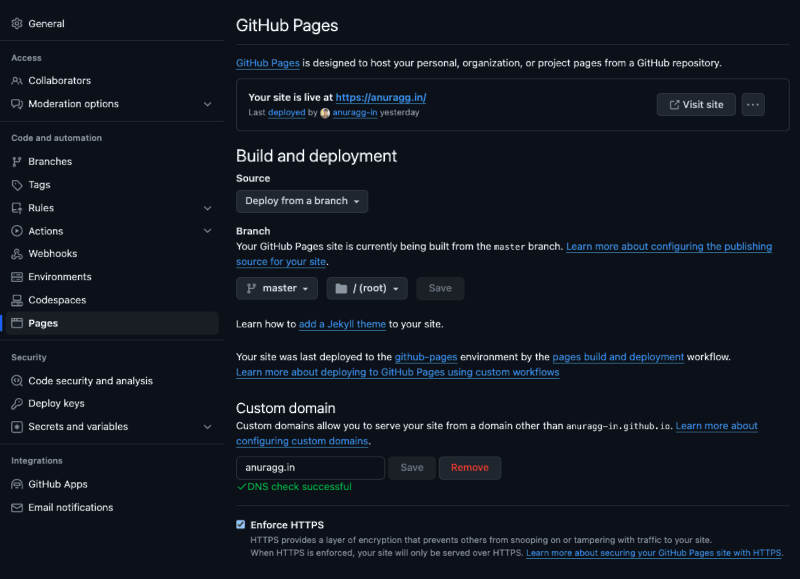 General
Access
Collaborators
Moderation options
Code and automation
Branches
Tags
Rules
Actions
Webhooks
Environments
Codespaces
Pages
Security
Code security and analysis
Deploy keys
Secrets and variables
Integrations
GitHub Apps
Email notifications
GitHub Pages
GitHub Pages is designed to host your personal, organization, or project pages from a GitHub repository.
Your site is live at https://anuragg.in/
Last deployed by anuragg-in yesterday
Visit site
Build and deployment
Source
Deploy from a branch
Branch
Your GitHub Pages site is currently being built from the master branch. Learn more about configuring the publishing
source for your site.
master
/ (root)
Save
Learn how to add a Jekyll theme to your site.
Your site was last deployed to the github-pages environment by the pages build and deployment workflow.
Learn more about deploying to GitHub Pages using custom workflows
Custom domain
Custom domains allow you to serve your site from a domain other than anuragg-in.github.io. Learn more about
configuring custom domains.
anuragg.in
Save
Remove
DNS check successful
Enforce HTTPS
HTTPS provides a layer of encryption that prevents others from snooping on or tampering with traffic to your site.
When HTTPS is enforced, your site will only be served over HTTPS. Learn more about securing your GitHub Pages site with HTTPS.